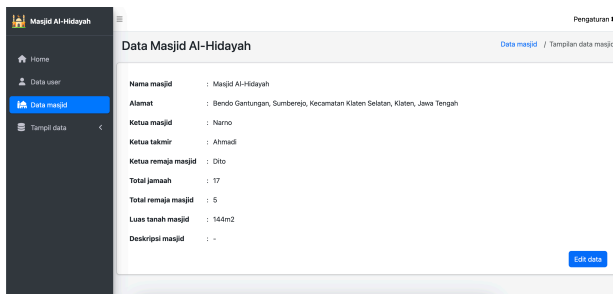 Masjid Al-Hidayah
Pengaturan
Data Masjid Al-Hidayah
Data masjid / Tampilan data masjid
Home
Data user
Data masjid
Tampil data
Nama masjid : Masjid Al-Hidayah
Alamat : Bendo Gantungan, Sumberejo, Kecamatan Klaten Selatan, Klaten, Jawa Tengah
Ketua masjid : Narno
Ketua takmir : Ahmadi
Ketua remaja masjid : Dito
Total jamaah : 17
Total remaja masjid : 5
Luas tanah masjid : 144m2
Deskripsi masjid : -
Edit data